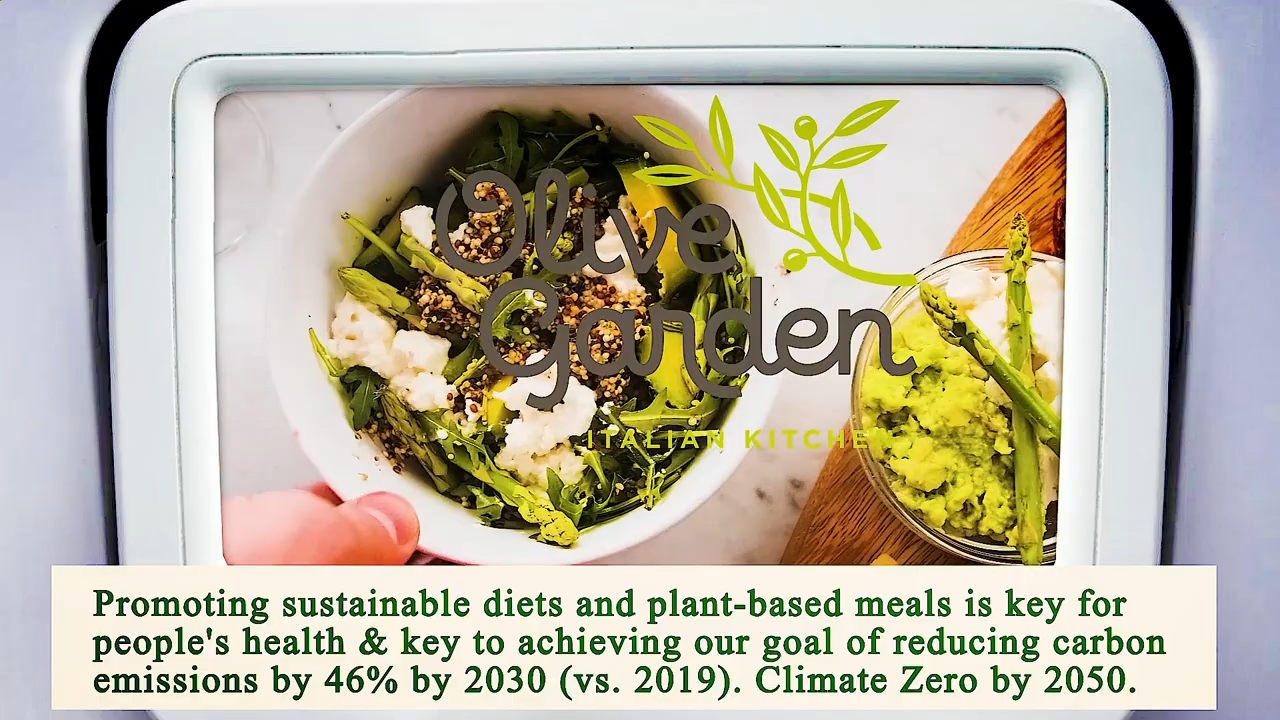 Olive
Garden
ITALIAN KITCHEN
Promoting sustainable diets and plant-based meals is key for
people's health & key to achieving our goal of reducing carbon
emissions by 46% by 2030 (vs. 2019). Climate Zero by 2050.